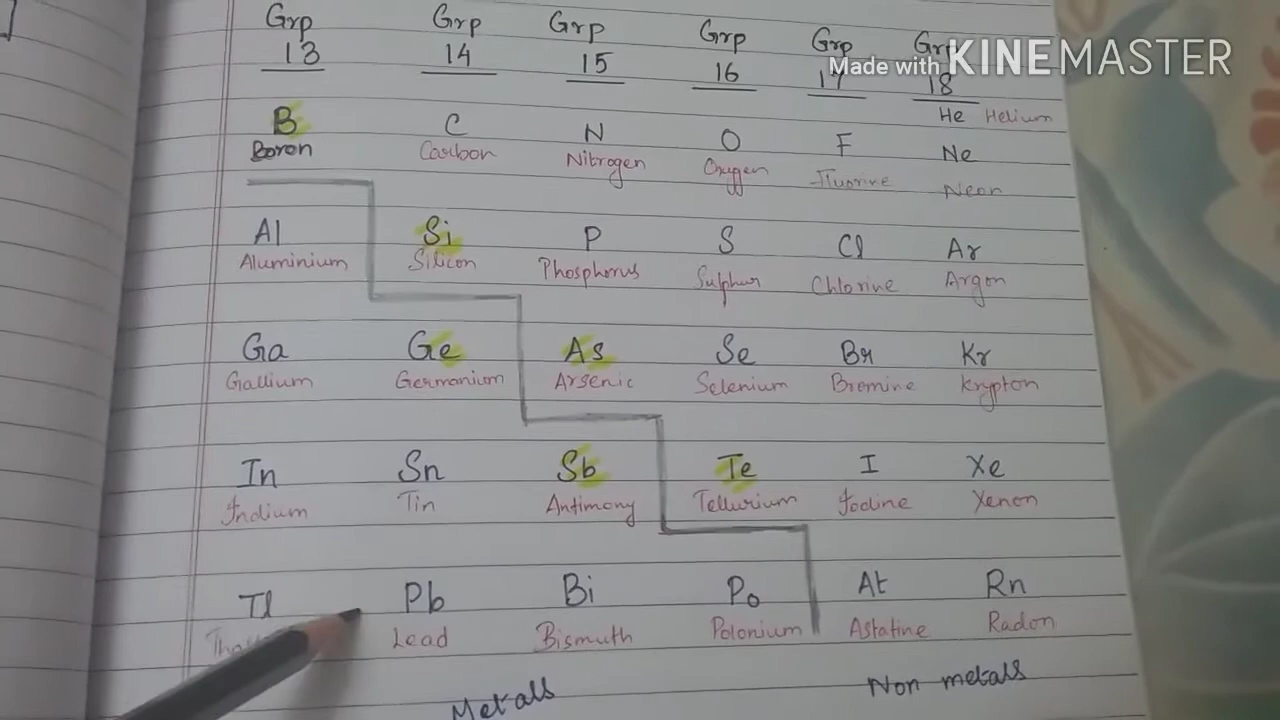 Grp Grp Grp Grp Grp Grp
13 14 15 16 17 18
Made with KINEMASTER
He Helium
B C N O F Ne
Boron Carbon Nitrogen Oxygen Fluorine Neon
Al Si P S Cl Ar
Aluminium Silicon Phosphorus Sulphur Chlorine Argon
Ga Ge As Se Br Kr
Gallium Germanium Arsenic Selenium Bromine Krypton
In Sn Sb Te I Xe
Indium Tin Antimony Tellurium Iodine Xenon
Tl Pb Bi Po At Rn
Lead Bismuth Polonium Astatine Radon
Metals Non metals